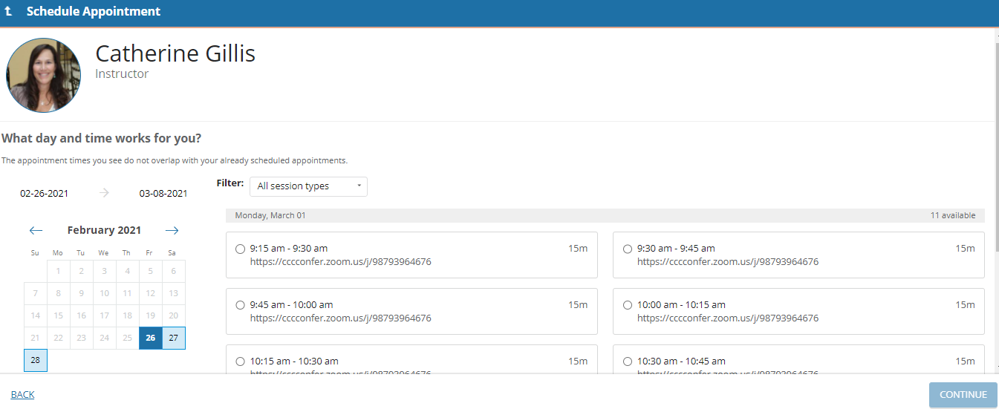 Schedule Appointment
Catherine Gillis
Instructor
What day and time works for you?
The appointment times you see do not overlap with your already scheduled appointments.
02-26-2021 → 03-08-2021
February 2021
Su Mo Tu We Th Fr Sa
1 2 3 4 5 6
7 8 9 10 11 12 13
14 15 16 17 18 19 20
21 22 23 24 25 26 27
28
Filter: All session types
Monday, March 01 11 available
9:15 am - 9:30 am 15m
https://cccconfer.zoom.us/j/98793964676
9:30 am - 9:45 am 15m
https://cccconfer.zoom.us/j/98793964676
9:45 am - 10:00 am 15m
https://cccconfer.zoom.us/j/98793964676
10:00 am - 10:15 am 15m
https://cccconfer.zoom.us/j/98793964676
10:15 am - 10:30 am 15m
10:30 am - 10:45 am 15m
BACK
CONTINUE